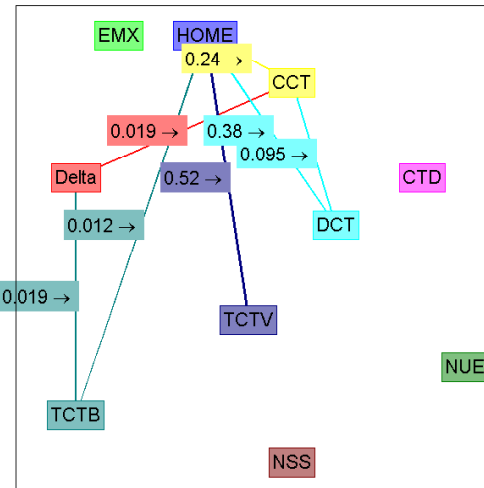 EMX
HOME
0.24 →
CCT
0.019 →
0.38 →
0.095 →
Delta
0.52 →
CTD
0.012 →
DCT
0.019 →
TCTV
NUE
TCTB
NSS